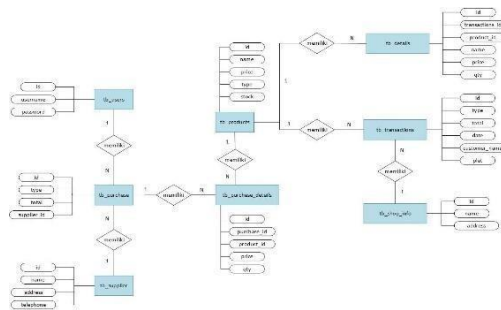 id
username
password
tb_users
1
memiliki
N
id
type
total
supplier_id
tb_purchase
1
memiliki
N
N
memiliki
1
id
name
address
telephone
tb_supplier
id
name
price
type
stock
tb_products
1
memiliki
N
tb_purchase_details
id
purchase_id
product_id
price
qty
1
memiliki
N
tb_details
id
transactions_id
product_id
name
price
qty
1
memiliki
N
tb_transactions
id
type
total
date
customer_name
plat
N
memiliki
1
tb_shop_info
id
name
address